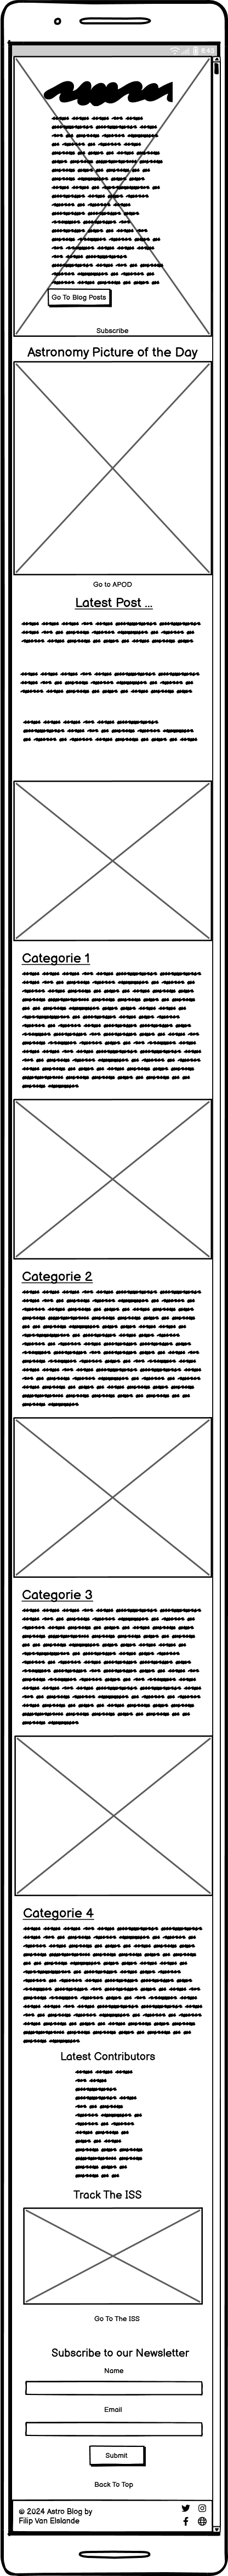 8:43
Go To Blog Posts
Subscribe
Astronomy Picture of the Day
Go to APOD
Latest Post ...
Categorie 1
Categorie 2
Categorie 3
Categorie 4
Latest Contributors
Track The ISS
Go To The ISS
Subscribe to our Newsletter
Name
Email
Submit
Back To Top
© 2024 Astro Blog by
Filip Van Elslande